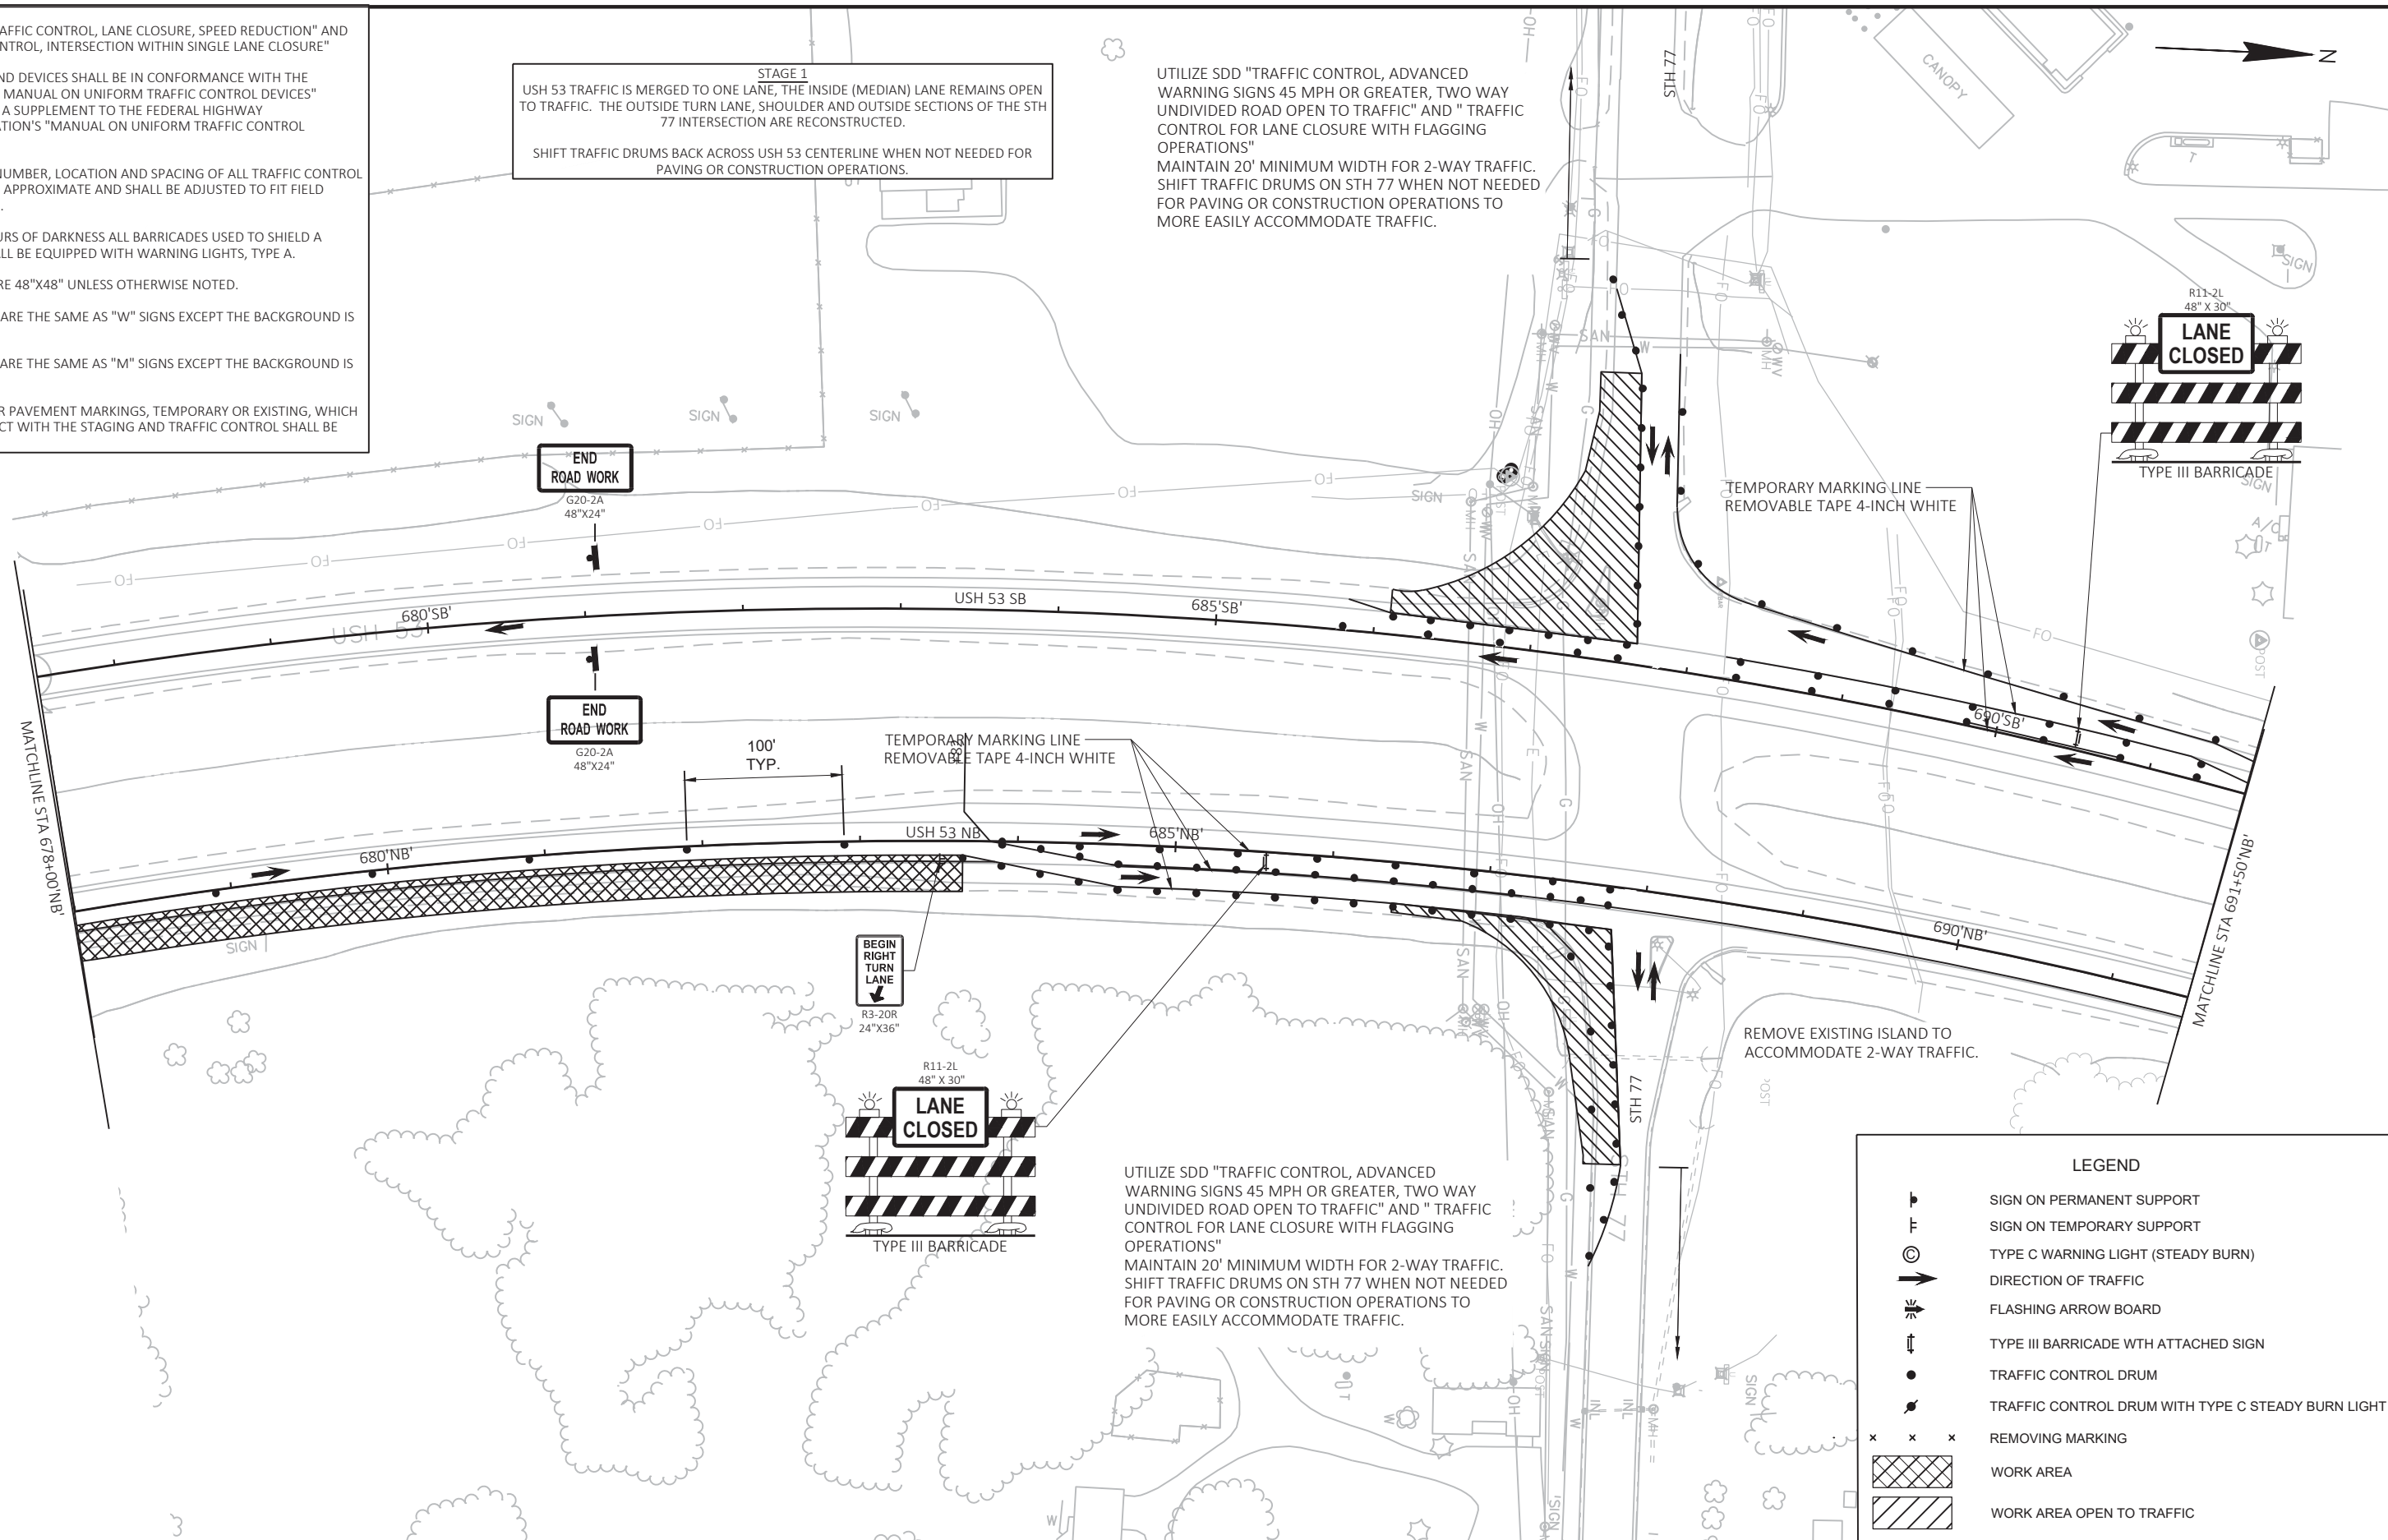 AFFIC CONTROL, LANE CLOSURE, SPEED REDUCTION" AND
NTROL, INTERSECTION WITHIN SINGLE LANE CLOSURE"
ND DEVICES SHALL BE IN CONFORMANCE WITH THE
MANUAL ON UNIFORM TRAFFIC CONTROL DEVICES"
A SUPPLEMENT TO THE FEDERAL HIGHWAY
ATION'S "MANUAL ON UNIFORM TRAFFIC CONTROL
NUMBER, LOCATION AND SPACING OF ALL TRAFFIC CONTROL
APPROXIMATE AND SHALL BE ADJUSTED TO FIT FIELD
.
URS OF DARKNESS ALL BARRICADES USED TO SHIELD A
ALL BE EQUIPPED WITH WARNING LIGHTS, TYPE A.
RE 48"X48" UNLESS OTHERWISE NOTED.
ARE THE SAME AS "W" SIGNS EXCEPT THE BACKGROUND IS
ARE THE SAME AS "M" SIGNS EXCEPT THE BACKGROUND IS
R PAVEMENT MARKINGS, TEMPORARY OR EXISTING, WHICH
CT WITH THE STAGING AND TRAFFIC CONTROL SHALL BE
STAGE 1
USH 53 TRAFFIC IS MERGED TO ONE LANE, THE INSIDE (MEDIAN) LANE REMAINS OPEN
TO TRAFFIC. THE OUTSIDE TURN LANE, SHOULDER AND OUTSIDE SECTIONS OF THE STH
77 INTERSECTION ARE RECONSTRUCTED.
SHIFT TRAFFIC DRUMS BACK ACROSS USH 53 CENTERLINE WHEN NOT NEEDED FOR
PAVING OR CONSTRUCTION OPERATIONS.
UTILIZE SDD "TRAFFIC CONTROL, ADVANCED
WARNING SIGNS 45 MPH OR GREATER, TWO WAY
UNDIVIDED ROAD OPEN TO TRAFFIC" AND " TRAFFIC
CONTROL FOR LANE CLOSURE WITH FLAGGING
OPERATIONS"
MAINTAIN 20' MINIMUM WIDTH FOR 2-WAY TRAFFIC.
SHIFT TRAFFIC DRUMS ON STH 77 WHEN NOT NEEDED
FOR PAVING OR CONSTRUCTION OPERATIONS TO
MORE EASILY ACCOMMODATE TRAFFIC.
STH 77
CANOPY
N
SIGN
R11-2L
48" X 30"
LANE
CLOSED
TYPE III BARRICADE
SIGN
TEMPORARY MARKING LINE
REMOVABLE TAPE 4-INCH WHITE
SIGN
SIGN
SIGN
SIGN
END
ROAD WORK
G20-2A
48"X24"
FO
FO
FO
FO
FO
FO
FO
USH 53
680'SB'
USH 53 SB
685'SB'
690'SB'
POST
END
ROAD WORK
G20-2A
48"X24"
100'
TYP.
TEMPORARY MARKING LINE
REMOVABLE TAPE 4-INCH WHITE
MATCHLINE STA 678+00'NB'
680'NB'
USH 53 NB
685'NB'
690'NB'
MATCHLINE STA 691+50'NB'
SIGN
BEGIN
RIGHT
TURN
LANE
R3-20R
24"X36"
R11-2L
48" X 30"
LANE
CLOSED
TYPE III BARRICADE
REMOVE EXISTING ISLAND TO
ACCOMMODATE 2-WAY TRAFFIC.
STH 77
STH 77
UTILIZE SDD "TRAFFIC CONTROL, ADVANCED
WARNING SIGNS 45 MPH OR GREATER, TWO WAY
UNDIVIDED ROAD OPEN TO TRAFFIC" AND " TRAFFIC
CONTROL FOR LANE CLOSURE WITH FLAGGING
OPERATIONS"
MAINTAIN 20' MINIMUM WIDTH FOR 2-WAY TRAFFIC.
SHIFT TRAFFIC DRUMS ON STH 77 WHEN NOT NEEDED
FOR PAVING OR CONSTRUCTION OPERATIONS TO
MORE EASILY ACCOMMODATE TRAFFIC.
SIGN
LEGEND
SIGN ON PERMANENT SUPPORT
SIGN ON TEMPORARY SUPPORT
C TYPE C WARNING LIGHT (STEADY BURN)
DIRECTION OF TRAFFIC
FLASHING ARROW BOARD
TYPE III BARRICADE WTH ATTACHED SIGN
TRAFFIC CONTROL DRUM
TRAFFIC CONTROL DRUM WITH TYPE C STEADY BURN LIGHT
x x x REMOVING MARKING
WORK AREA
WORK AREA OPEN TO TRAFFIC